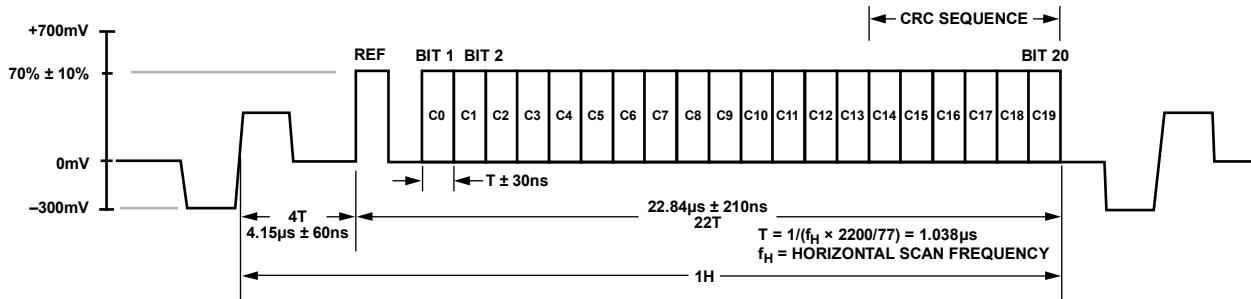 +700mV
CRC SEQUENCE
REF
BIT 1
BIT 2
BIT 20
70% ± 10%
C0 C1 C2 C3 C4 C5 C6 C7 C8 C9 C10 C11 C12 C13 C14 C15 C16 C17 C18 C19
0mV
T ± 30ns
–300mV
4T
4.15µs ± 60ns
22.84µs ± 210ns
22T
T = 1/(fH × 2200/77) = 1.038µs
fH = HORIZONTAL SCAN FREQUENCY
1H